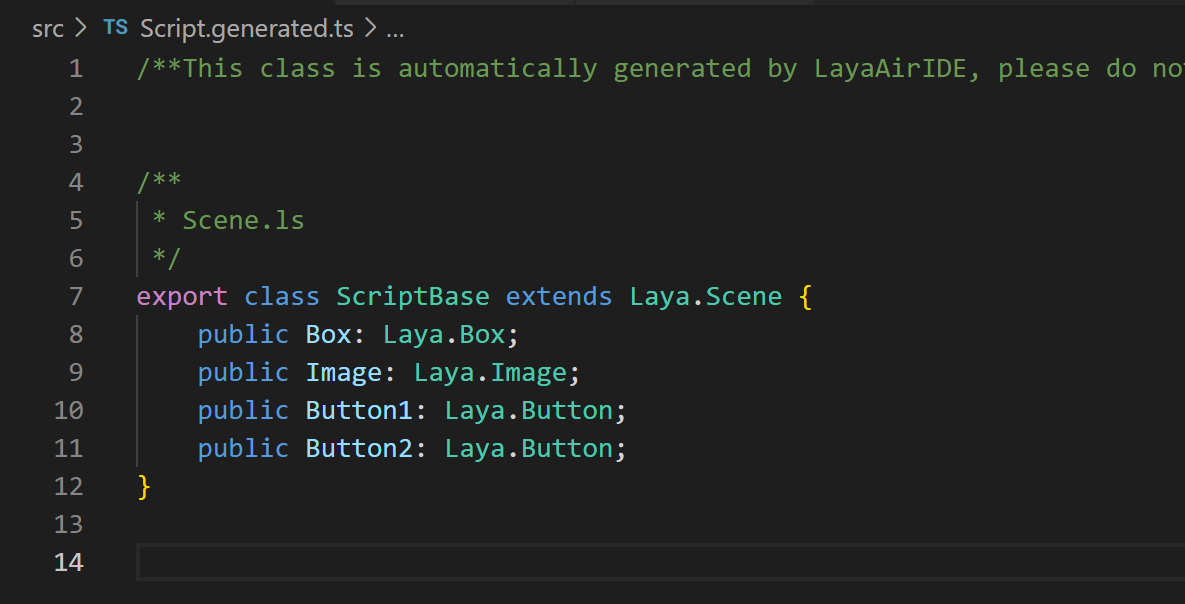 src > TS Script.generated.ts > ...
1 /**This class is automatically generated by LayaAirIDE, please do
2
3
4 /**
5 * Scene.ls
6 */
7 export class ScriptBase extends Laya.Scene {
8 public Box: Laya.Box;
9 public Image: Laya.Image;
10 public Button1: Laya.Button;
11 public Button2: Laya.Button;
12 }
13
14